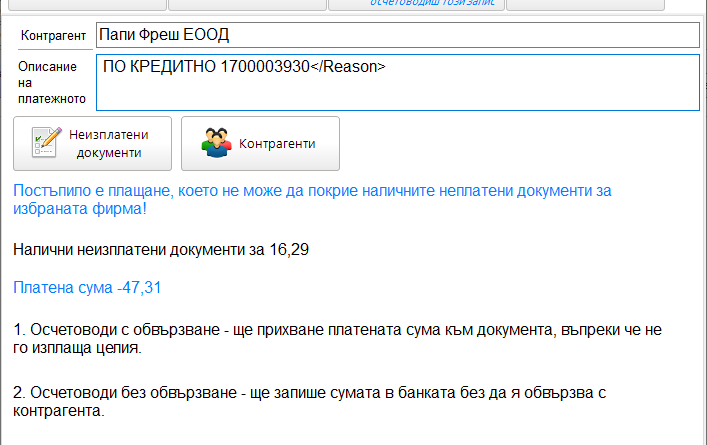 осчетоводиш този запис
Контрагент
Папи Фреш ЕООД
Описание
на
платежното
ПО КРЕДИТНО 1700003930</Reason>
Неизплатени
документи
Контрагенти
Постъпило е плащане, което не може да покрие наличните неплатени документи за
избраната фирма!
Налични неизплатени документи за 16,29
Платена сума -47,31
1. Осчетоводи с обвързване - ще прихване платената сума към документа, въпреки че не
го изплаща целия.
2. Осчетоводи без обвързване - ще запише сумата в банката без да я обвързва с
контрагента.